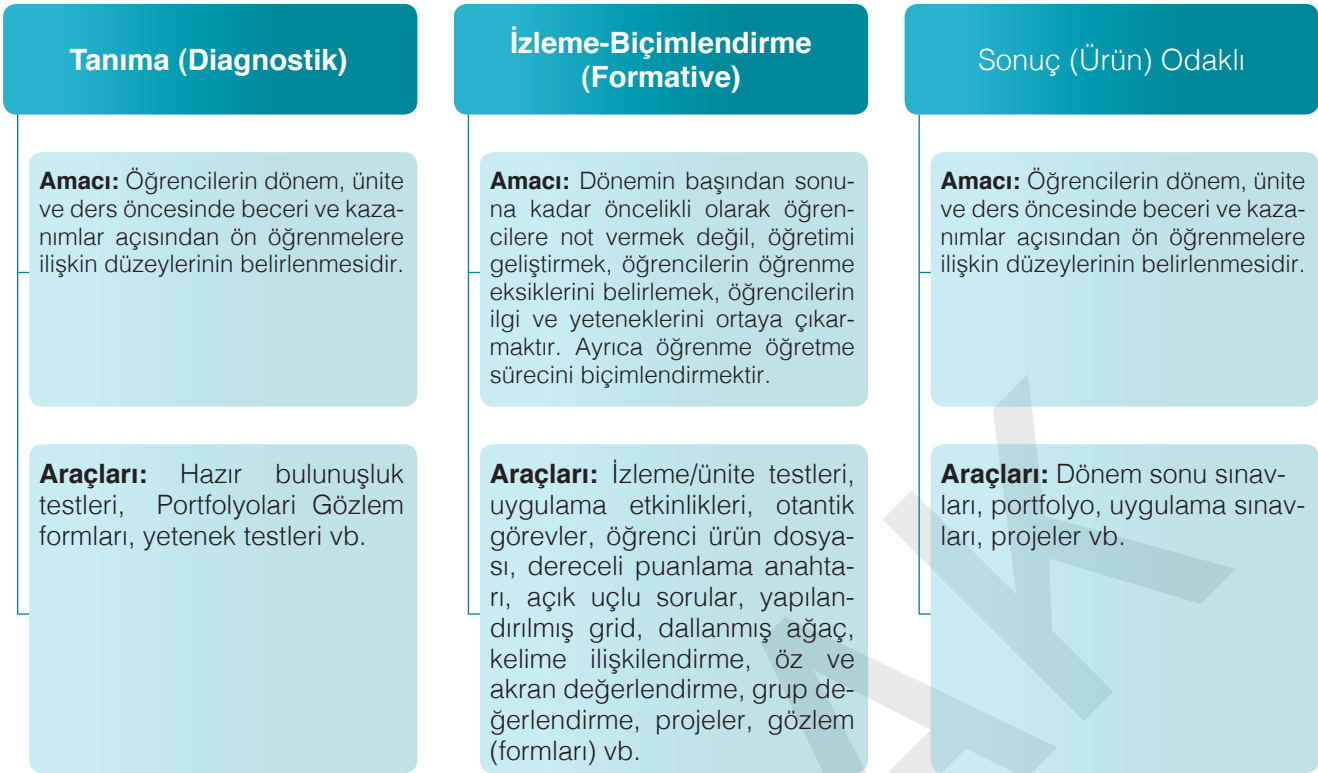 Tanıma (Diagnostik)
Amacı: Öğrencilerin dönem, ünite
ve ders öncesinde beceri ve kaza-
nımlar açısından ön öğrenmelere
ilişkin düzeylerinin belirlenmesidir.
Araçları: Hazır bulunuşluk
testleri, Portfolyolari Gözlem
formları, yetenek testleri vb.
İzleme-Biçimlendirme
(Formative)
Amacı: Dönemin başından sonu-
na kadar öncelikli olarak öğren-
cilere not vermek değil, öğretimi
geliştirmek, öğrencilerin öğrenme
eksiklerini belirlemek, öğrencilerin
ilgi ve yeteneklerini ortaya çıkar-
maktır. Ayrıca öğrenme öğretme
sürecini biçimlendirmektir.
Araçları: İzleme/ünite testleri,
uygulama etkinlikleri, otantik
görevler, öğrenci ürün dosya-
sı, dereceli puanlama anahta-
rı, açık uçlu sorular, yapılan-
dırılmış grid, dallanmış ağaç,
kelime ilişkilendirme, öz ve
akran değerlendirme, grup de-
ğerlendirme, projeler, gözlem
(formları) vb.
Sonuç (Ürün) Odaklı
Amacı: Öğrencilerin dönem, ünite
ve ders öncesinde beceri ve kaza-
nımlar açısından ön öğrenmelere
ilişkin düzeylerinin belirlenmesidir.
Araçları: Dönem sonu sınav-
ları, portfolyo, uygulama sınav-
ları, projeler vb.